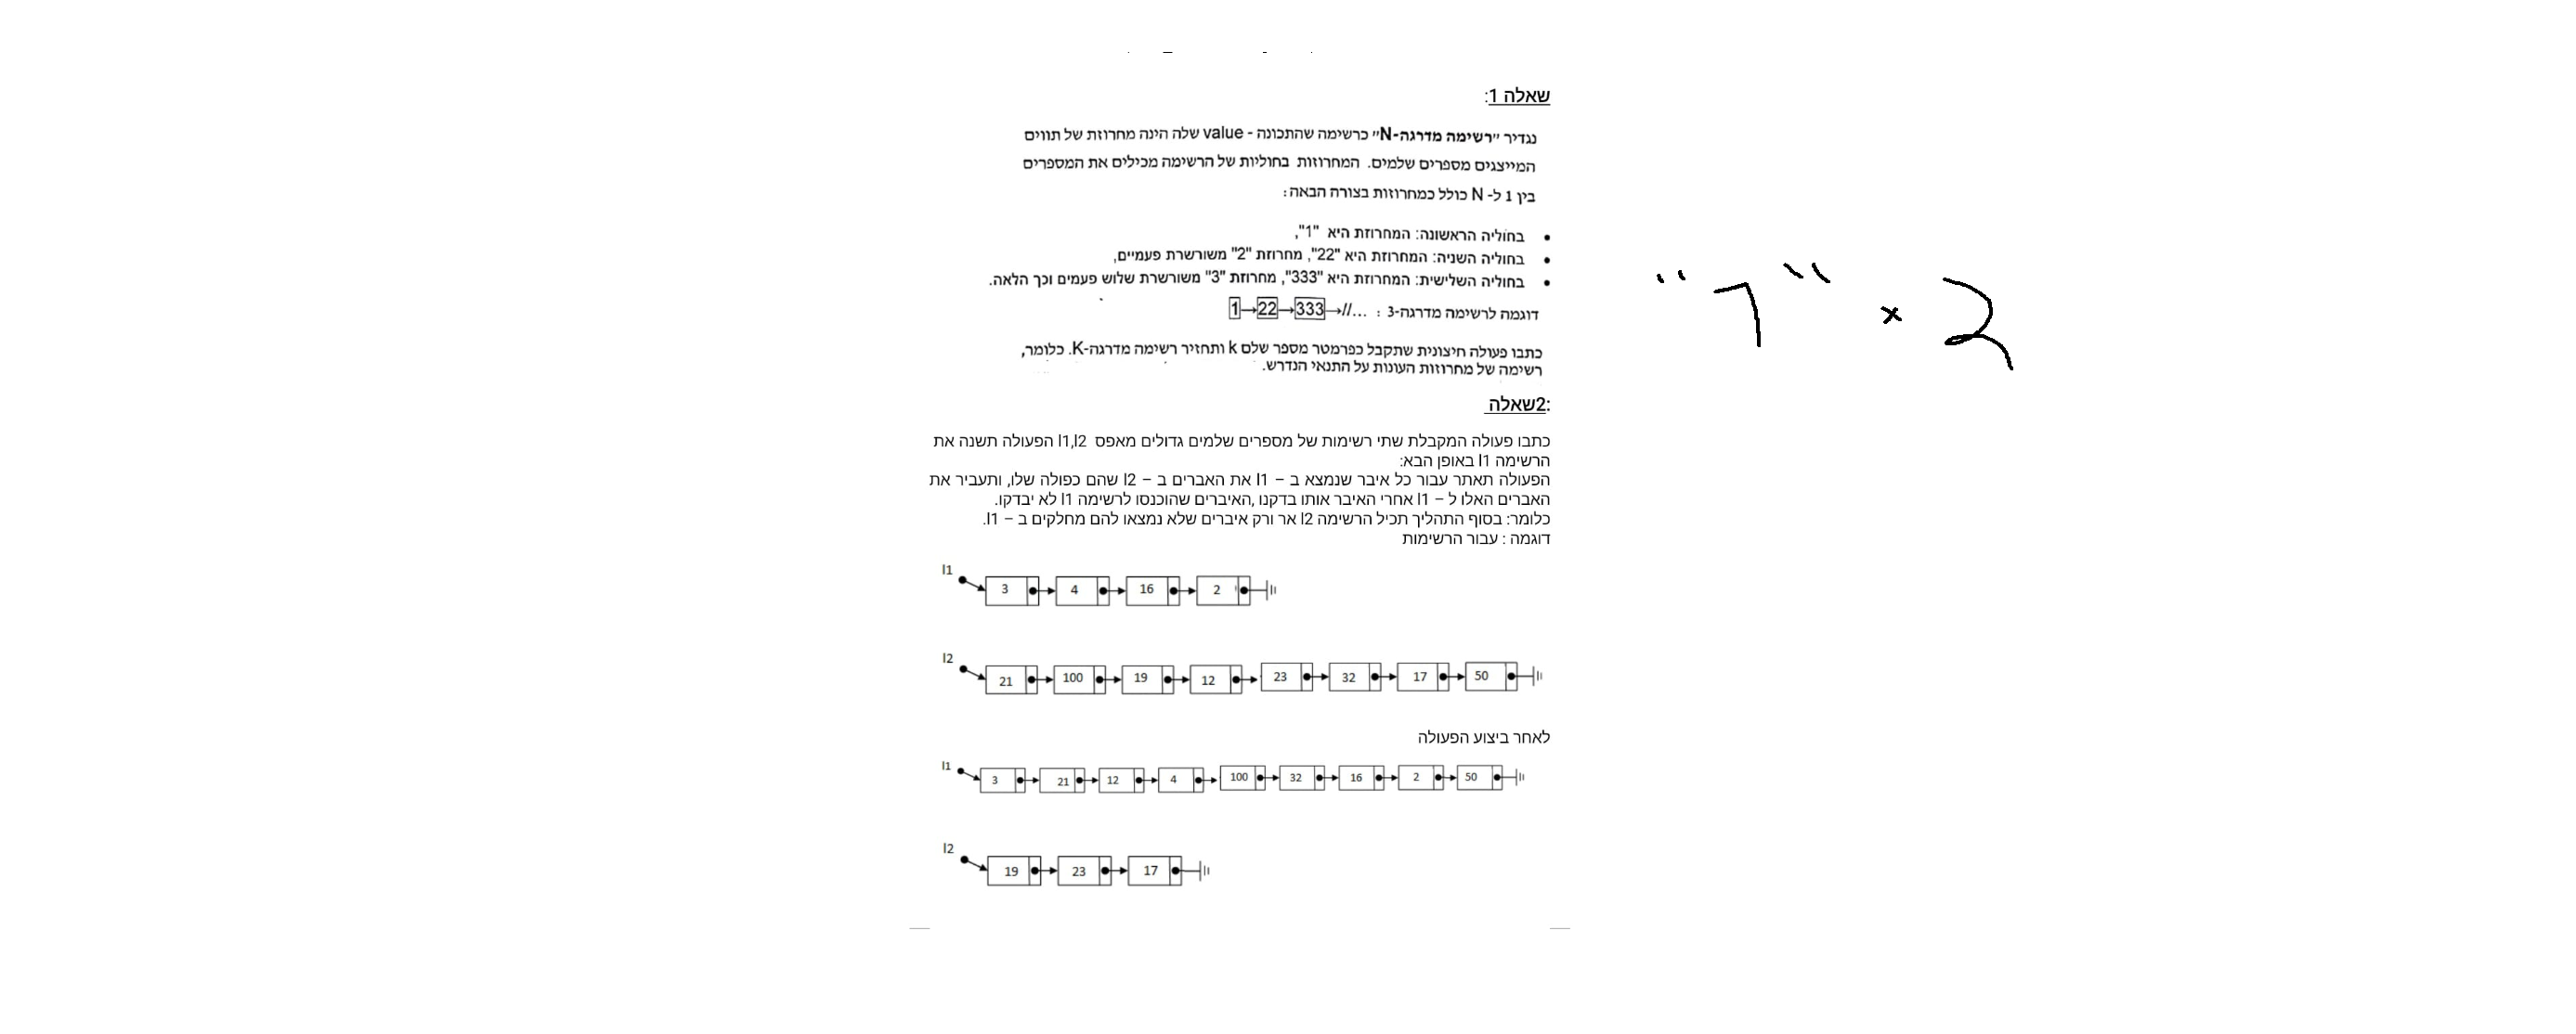 שאלה 1:
נגדיר "רשימה מדרגה-N" כרשימה שהתכונה - value שלה הינה מחרוזת של תווים
המייצגים מספרים שלמים. המחרוזות בחוליות של הרשימה מכילים את המספרים
בין 1 ל- N כולל כמחרוזות בצורה הבאה:
• בחוליה הראשונה: המחרוזת היא "1",
• בחוליה השניה: המחרוזת היא "22", מחרוזת "2" משורשרת פעמיים,
• בחוליה השלישית: המחרוזת היא "333", מחרוזת "3" משורשרת שלוש פעמים וכך הלאה.
דוגמה לרשימה מדרגה-3 : 1→22→333→//...
כתבו פעולה חיצונית שתקבל כפרמטר מספר שלם k ותחזיר רשימה מדרגה-K. כלומר,
רשימה של מחרוזות העונות על התנאי הנדרש.
"7" × 2
:2שאלה
כתבו פעולה המקבלת שתי רשימות של מספרים שלמים גדולים מאפס l1,l2 הפעולה תשנה את
הרשימה l1 באופן הבא:
הפעולה תאתר עבור כל איבר שנמצא ב – l1 את האברים ב – l2 שהם כפולה שלו, ותעביר את
האברים האלו ל – l1 אחרי האיבר אותו בדקנו ,האיברים שהוכנסו לרשימה l1 לא יבדקו.
כלומר: בסוף התהליך תכיל הרשימה l2 אר ורק איברים שלא נמצאו להם מחלקים ב – l1.
דוגמה : עבור הרשימות
l1
3 4 16 2
l2
21 100 19 12 23 32 17 50
לאחר ביצוע הפעולה
l1
3 21 12 4 100 32 16 2 50
l2
19 23 17